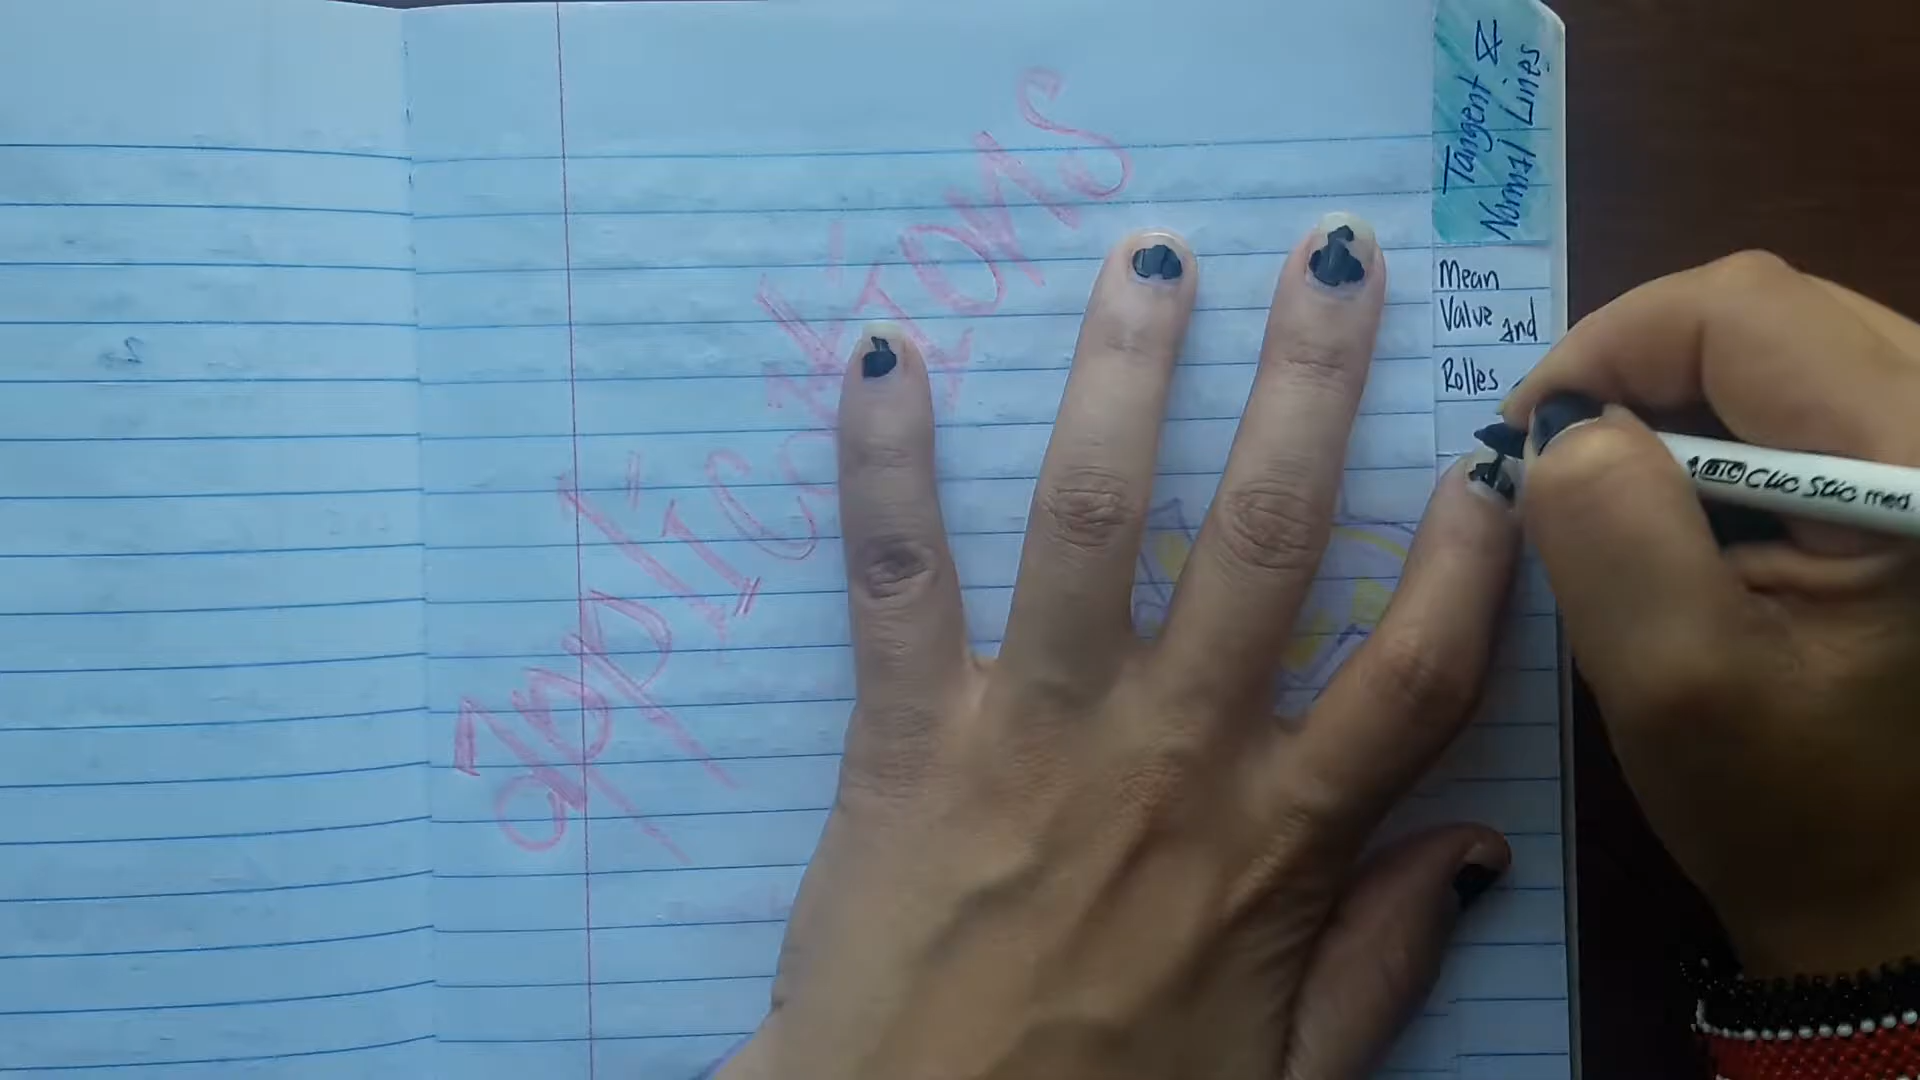 applications
Tangent &
Normal Lines
Mean
Value and
Rolles
BIC Clic Stic med.